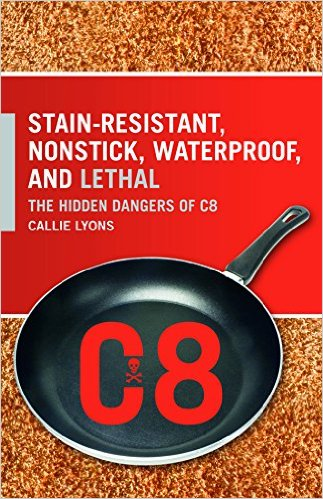 STAIN-RESISTANT,
NONSTICK, WATERPROOF,
AND LETHAL
THE HIDDEN DANGERS OF C8
CALLIE LYONS
C8